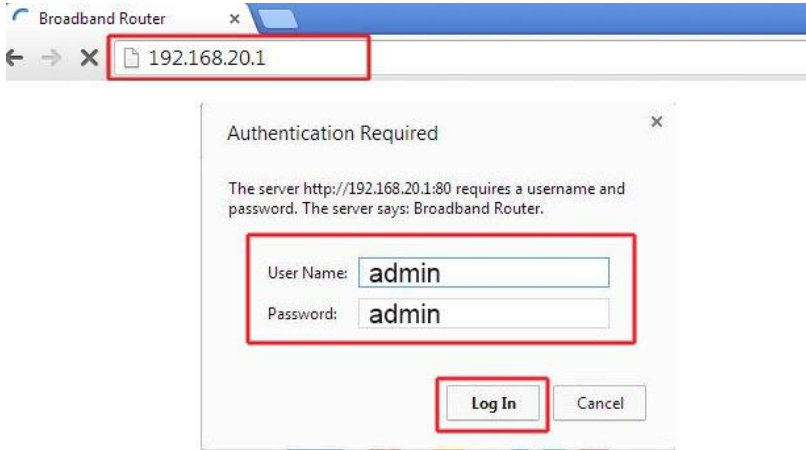 Broadband Router
192.168.20.1
Authentication Required
The server http://192.168.20.1:80 requires a username and
password. The server says: Broadband Router.
User Name: admin
Password: admin
Log In Cancel